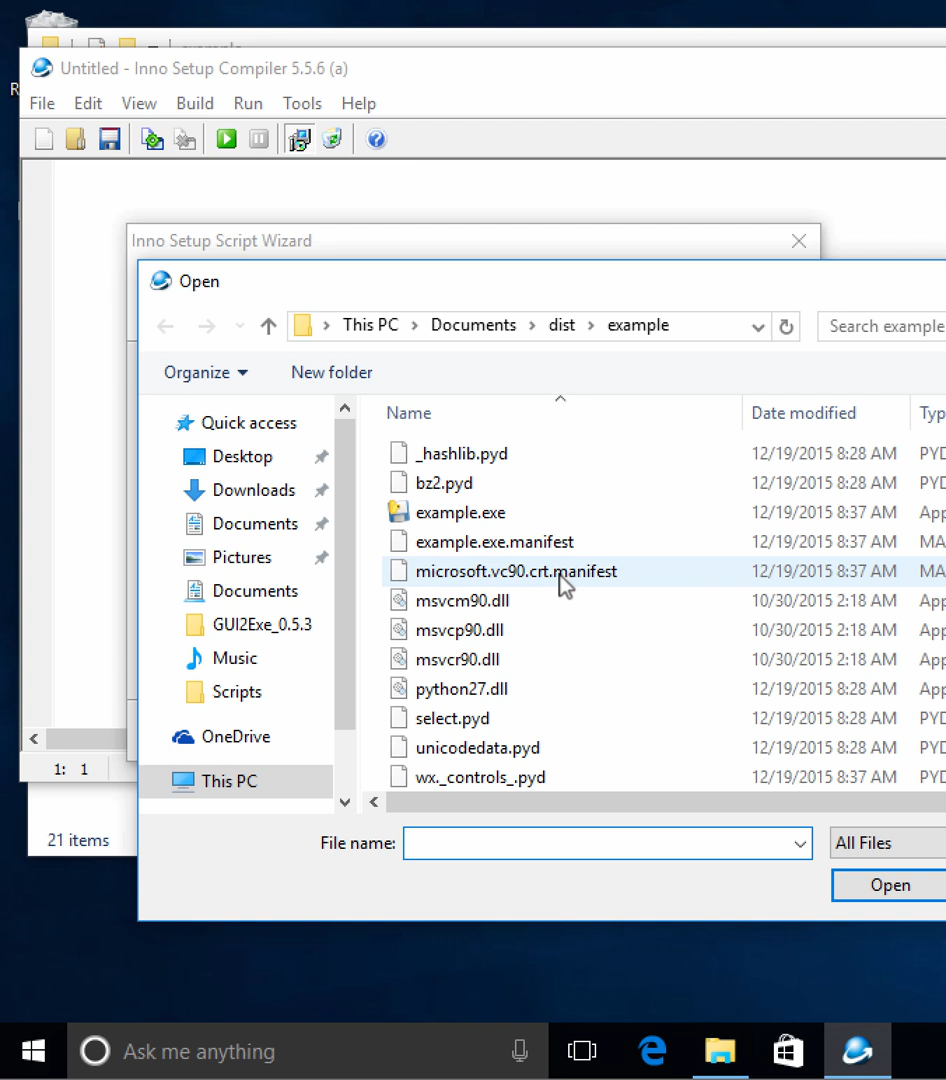 Untitled - Inno Setup Compiler 5.5.6 (a)
File Edit View Build Run Tools Help
Inno Setup Script Wizard
Open
This PC > Documents > dist > example
Search example
Organize
New folder
Name
Date modified
Typ
Quick access
Desktop
Downloads
Documents
Pictures
Documents
GUI2Exe_0.5.3
Music
Scripts
OneDrive
This PC
_hashlib.pyd 12/19/2015 8:28 AM PYD
bz2.pyd 12/19/2015 8:28 AM PYD
example.exe 12/19/2015 8:37 AM App
example.exe.manifest 12/19/2015 8:37 AM MA
microsoft.vc90.crt.manifest 12/19/2015 8:37 AM MA
msvcm90.dll 10/30/2015 2:18 AM App
msvcp90.dll 10/30/2015 2:18 AM App
msvcr90.dll 10/30/2015 2:18 AM App
python27.dll 12/19/2015 8:28 AM App
select.pyd 12/19/2015 8:28 AM PYD
unicodedata.pyd 12/19/2015 8:28 AM PYD
wx._controls_.pyd 12/19/2015 8:37 AM PYD
1: 1
21 items
File name:
All Files
Open
Ask me anything